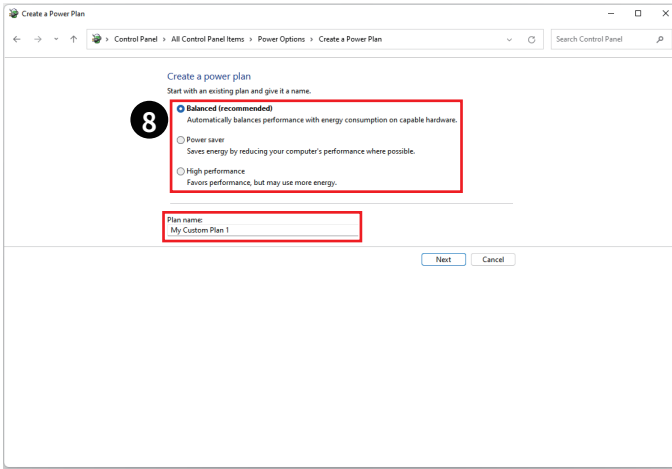 Create a Power Plan
Control Panel > All Control Panel Items > Power Options > Create a Power Plan
Search Control Panel
Create a power plan
Start with an existing plan and give it a name.
8
Balanced (recommended)
Automatically balances performance with energy consumption on capable hardware.
Power saver
Saves energy by reducing your computer's performance where possible.
High performance
Favors performance, but may use more energy.
Plan name:
My Custom Plan 1
Next Cancel